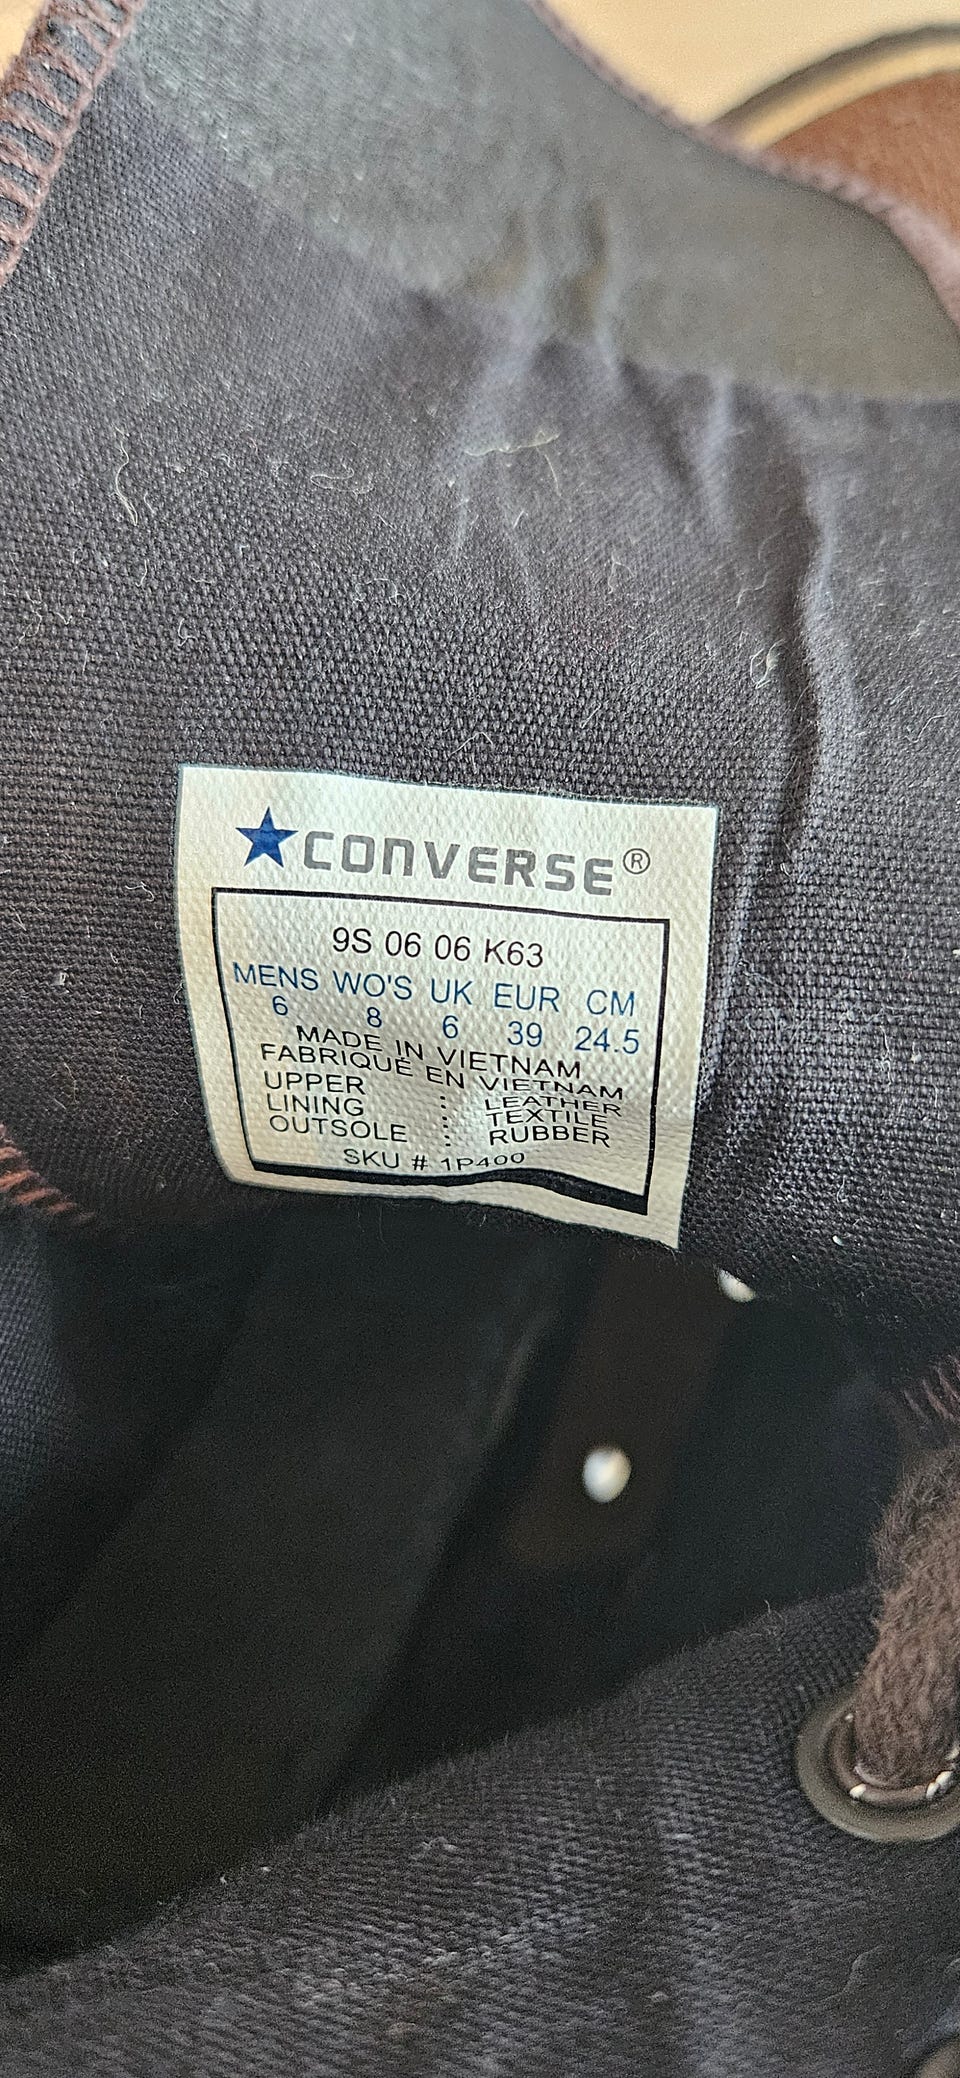 ★CONVERSE®
9S 06 06 K63
MENS WO'S UK EUR CM
6 8 6 39 24.5
MADE IN VIETNAM
FABRIQUÉ EN VIETNAM
UPPER : LEATHER
LINING : TEXTILE
OUTSOLE : RUBBER
SKU # 1P400